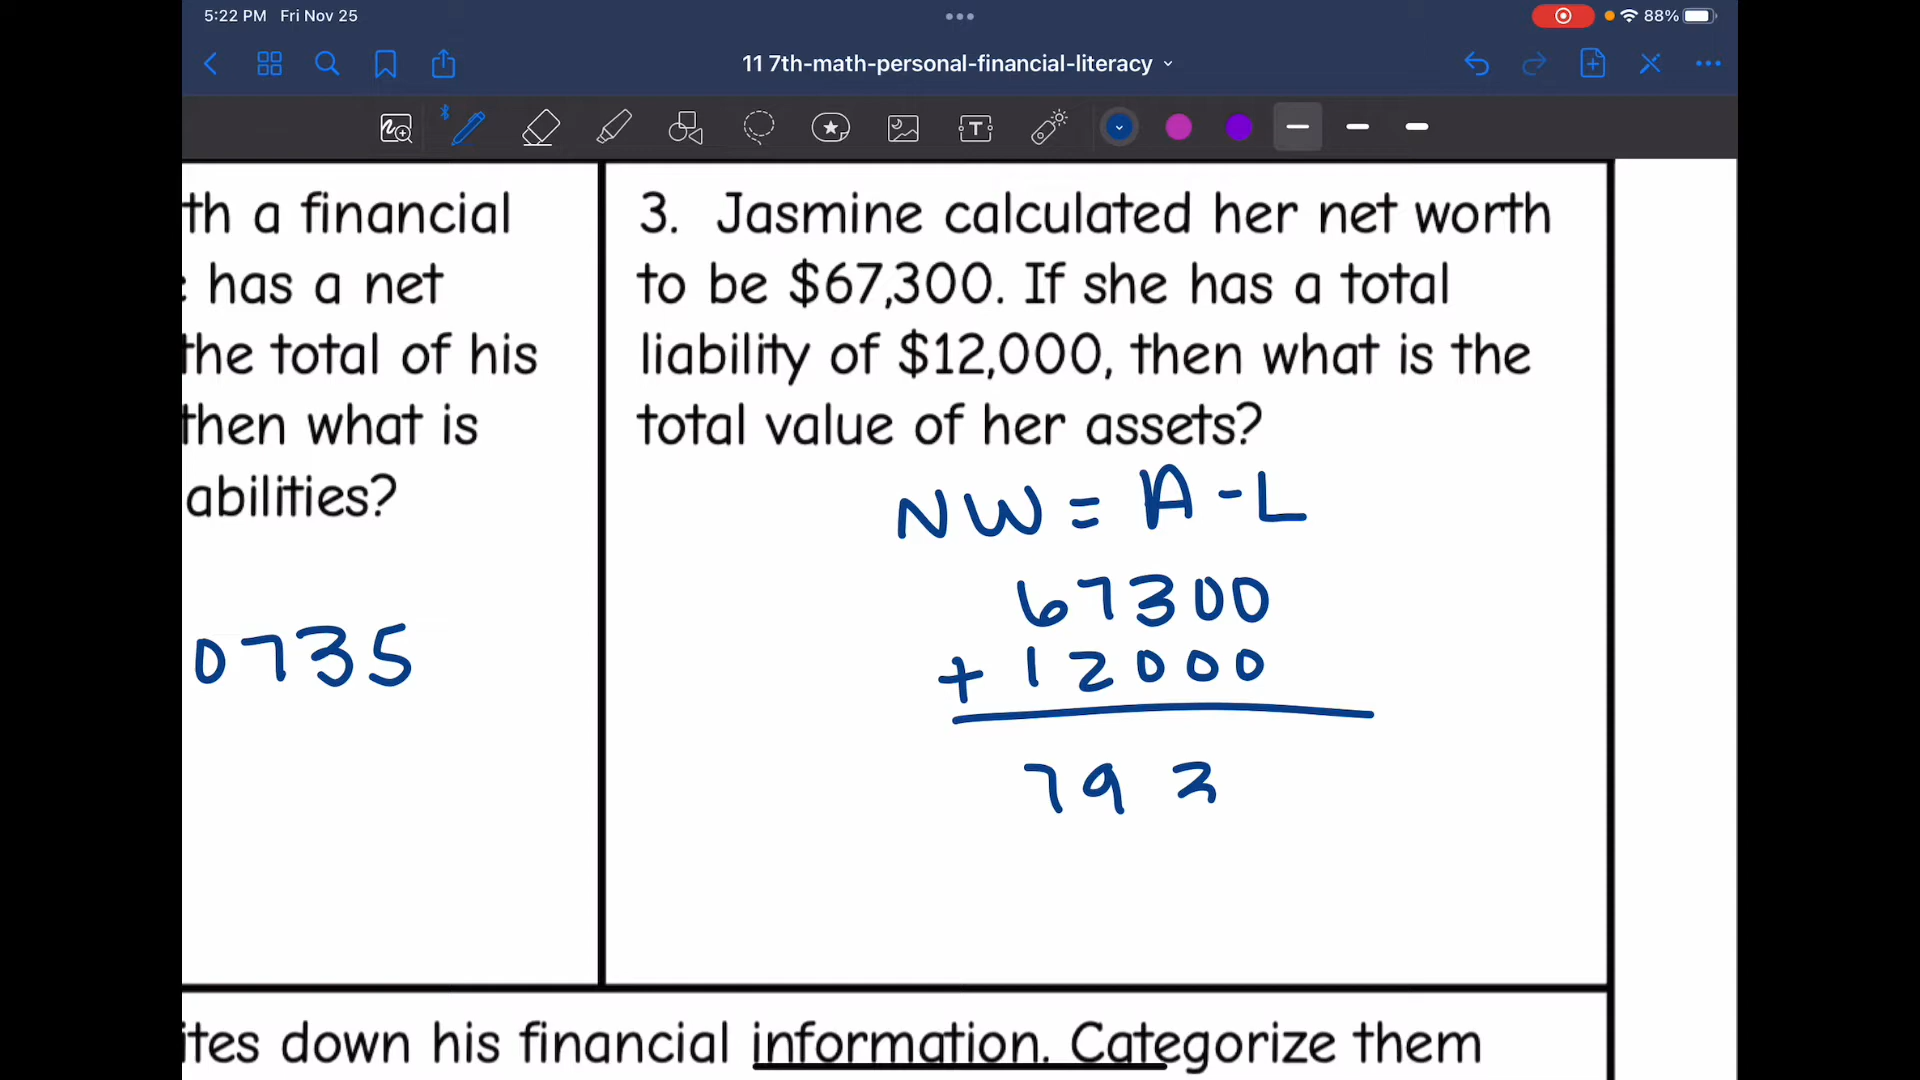 5:22 PM Fri Nov 25
88%
11 7th-math-personal-financial-literacy
th a financial
has a net
the total of his
then what is
abilities?
0735
3. Jasmine calculated her net worth
to be $67,300. If she has a total
liability of $12,000, then what is the
total value of her assets?
NW = A - L
67300
+ 12000
79 3
ites down his financial information. Categorize them